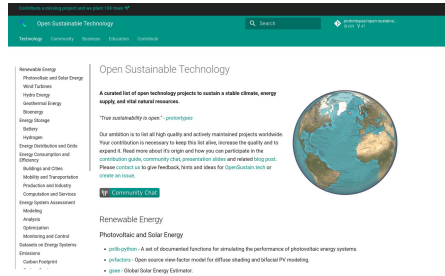 Contribute a missing project and we plant 100 trees
Open Sustainable Technology
Search
protontypes/open-sustaina...
Technology Community Business Education Contribute
Renewable Energy
Photovoltaic and Solar Energy
Wind Turbines
Hydro Energy
Geothermal Energy
Bioenergy
Energy Storage
Battery
Hydrogen
Energy Distribution and Grids
Energy Consumption and
Efficiency
Buildings and Cities
Mobility and Transportation
Production and Industry
Computation and Services
Energy System Assessment
Modeling
Analysis
Optimization
Monitoring and Control
Datasets on Energy Systems
Emissions
Carbon Footprint
Open Sustainable Technology
A curated list of open technology projects to sustain a stable climate, energy
supply, and vital natural resources.
"True sustainability is open." - protontypes
Our ambition is to list all high quality and actively maintained projects worldwide.
Your contribution is necessary to keep this list alive, increase the quality and to
expand it. Read more about it's origin and how you can participate in the
contribution guide, community chat, presentation slides and related blog post.
Please contact us to give feedback, hints and ideas for OpenSustain.tech or
create an issue.
Community Chat
Renewable Energy
Photovoltaic and Solar Energy
• pvlib-python - A set of documented functions for simulating the performance of photovoltaic energy systems.
• pvfactors - Open source view-factor model for diffuse shading and bifacial PV modeling.
• gsee - Global Solar Energy Estimator.